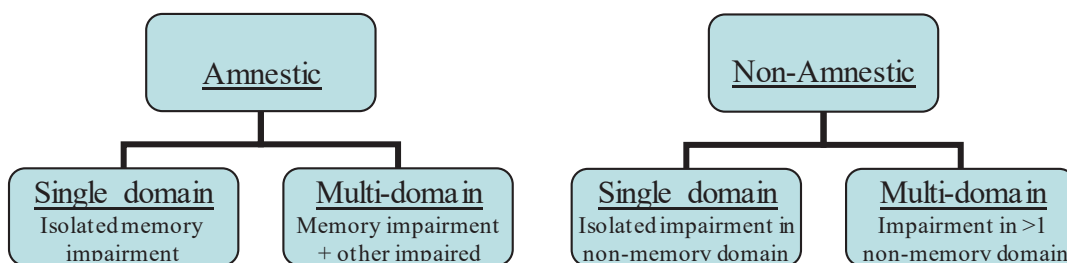 Amnestic
Non-Amnestic
Single domain
Isolated memory
impairment
Multi-domain
Memory impairment
+ other impaired
Single domain
Isolated impairment in
non-memory domain
Multi-domain
Impairment in >1
non-memory domain